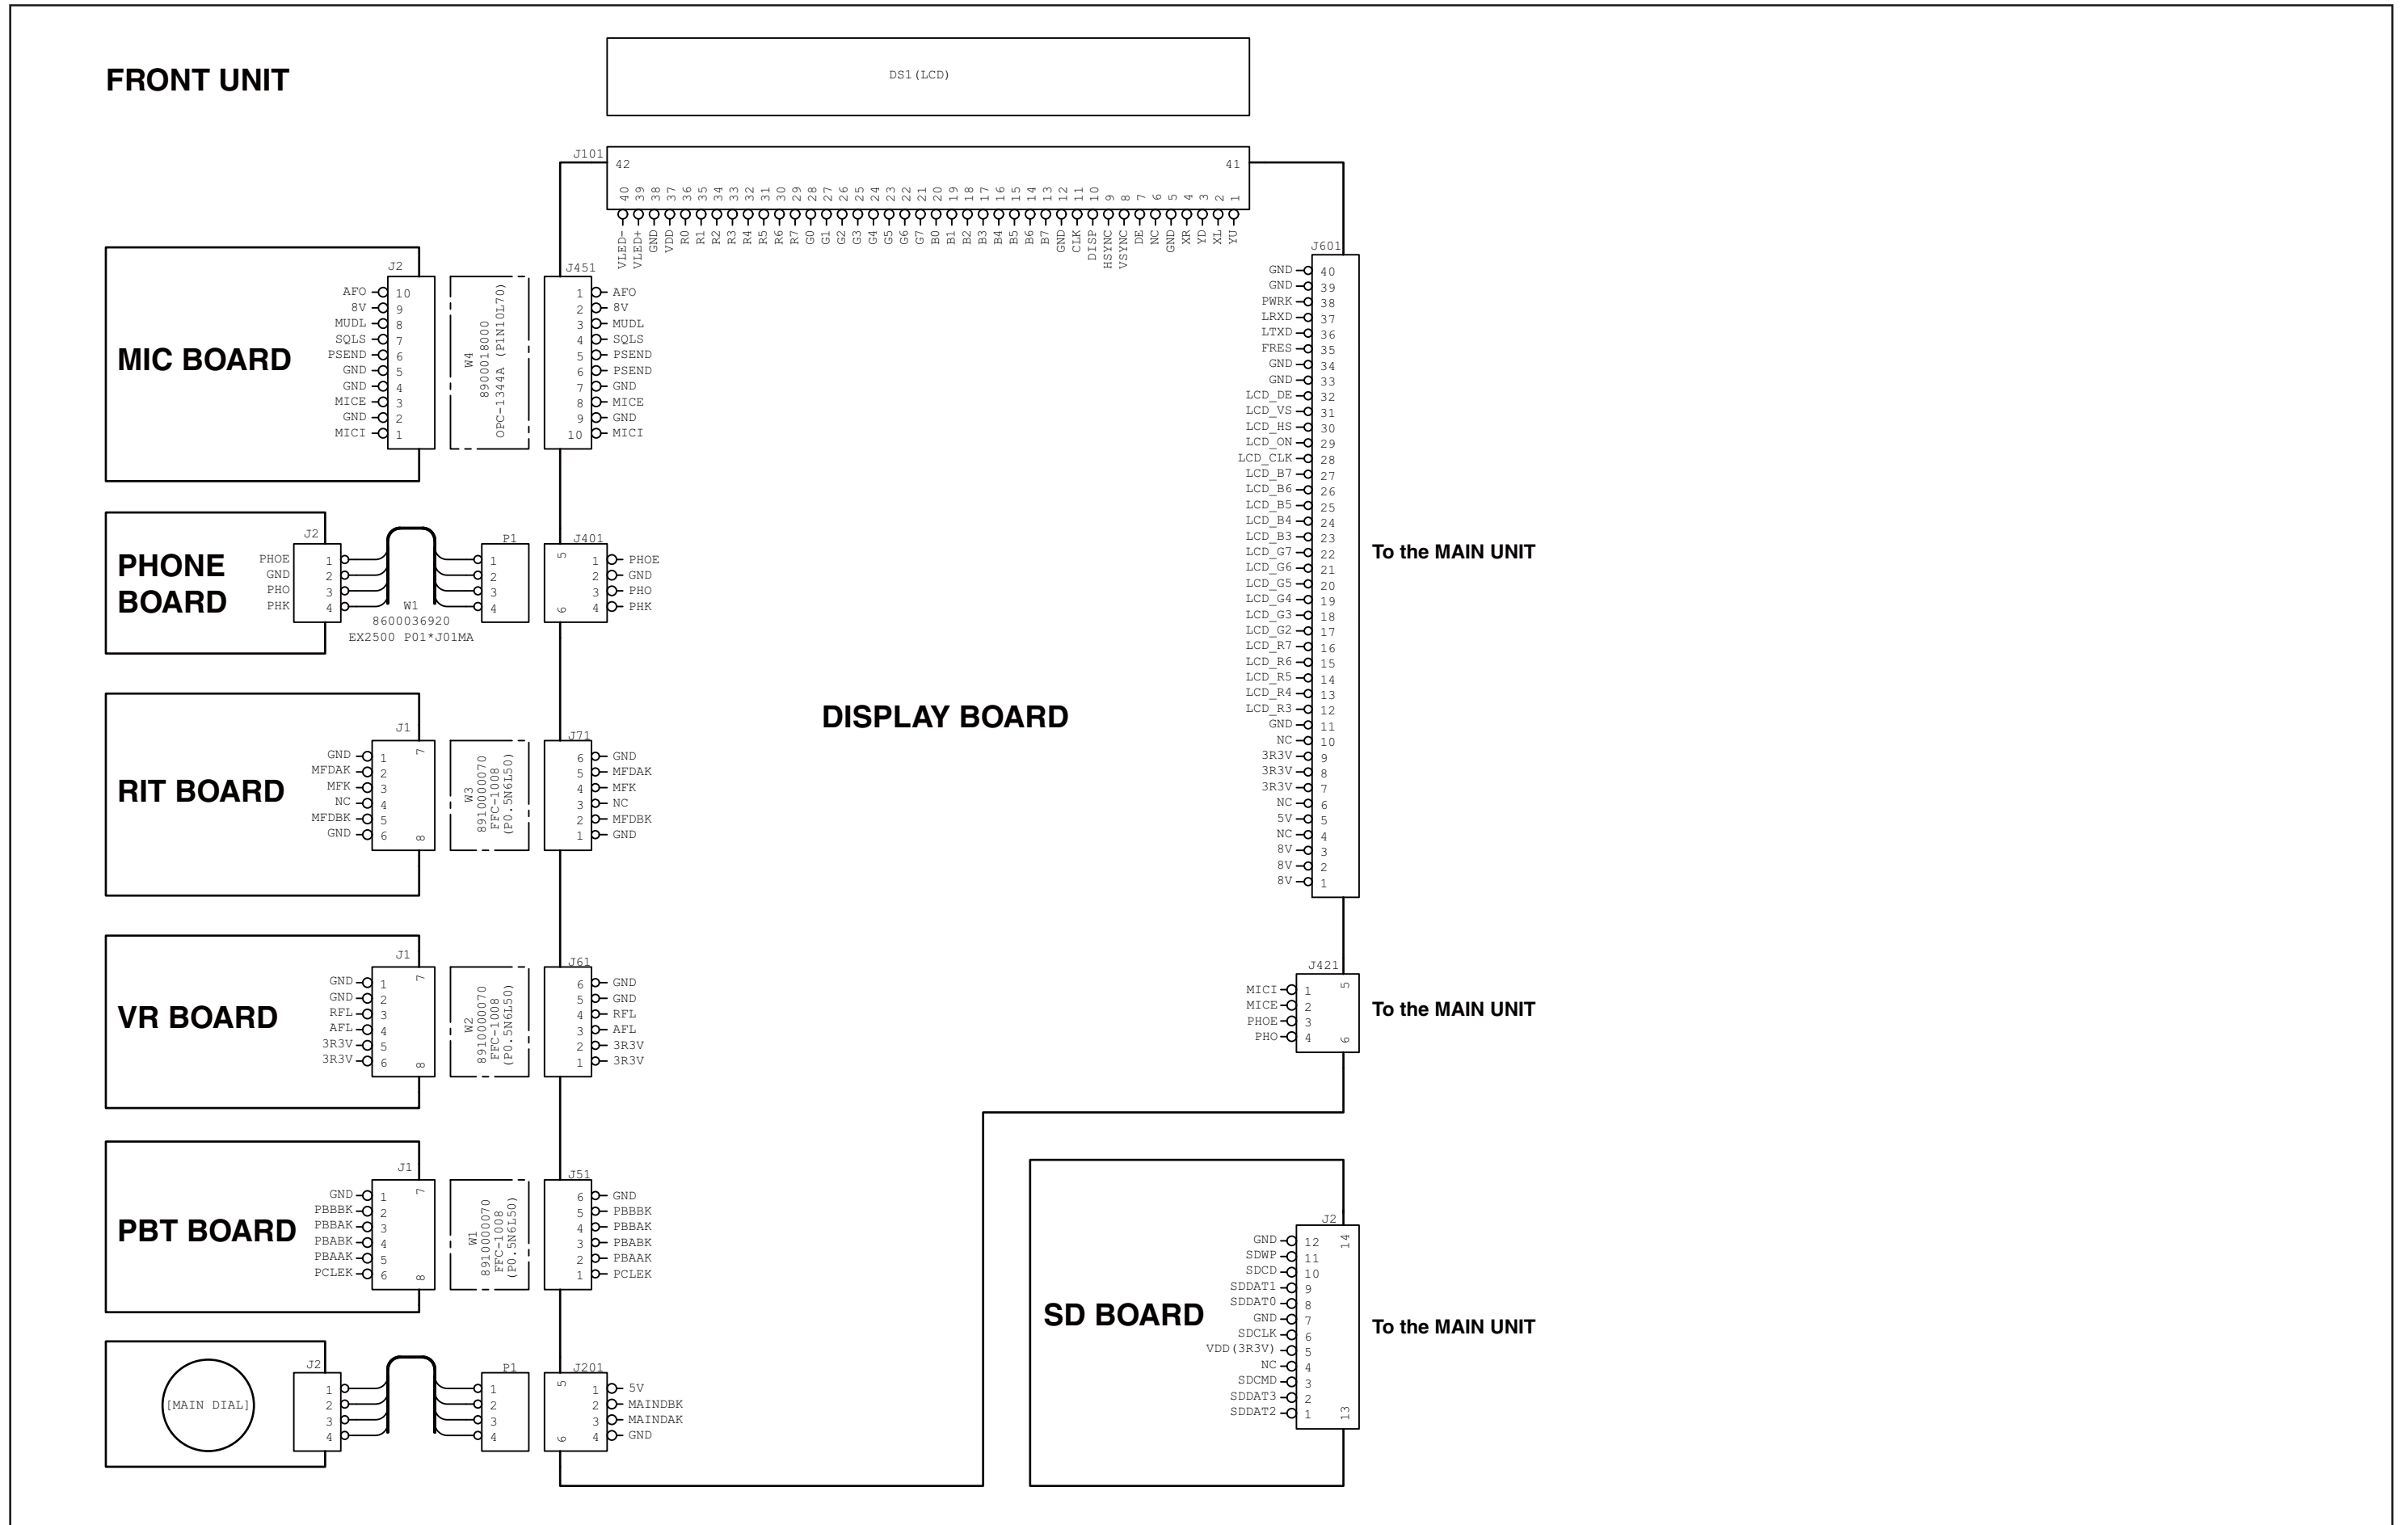 FRONT UNIT
DS1(LCD)
J101
42
41
40 39 38 37 36 35 34 33 32 31 30 29 28 27 26 25 24 23 22 21 20 19 18 17 16 15 14 13 12 11 10 9 8 7 6 5 4 3 2 1
VLED- VLED+ GND VDD R0 R1 R2 R3 R4 R5 R6 R7 G0 G1 G2 G3 G4 G5 G6 G7 B0 B1 B2 B3 B4 B5 B6 B7 GND CLK DISP HSYNC VSYNC DE NC GND XR YD XL YU
MIC BOARD
J2
AFO 10
8V 9
MUDL 8
SQLS 7
PSEND 6
GND 5
GND 4
MICE 3
GND 2
MICI 1
W4
8900018000
OPC-1344A (P1N10L70)
J451
1 AFO
2 8V
3 MUDL
4 SQLS
5 PSEND
6 PSEND
7 GND
8 MICE
9 GND
10 MICI
PHONE
BOARD
J2
PHOE 1
GND 2
PHO 3
PHK 4
W1
8600036920
EX2500 P01*J01MA
P1
1
2
3
4
J401
5
6
1 PHOE
2 GND
3 PHO
4 PHK
RIT BOARD
J1
GND 1
MFDAK 2
MFK 3
NC 4
MFDBK 5
GND 6
7
8
W3
8910000070
FFC-1008
(P0.5N6L50)
J71
6 GND
5 MFDAK
4 MFK
3 NC
2 MFDBK
1 GND
DISPLAY BOARD
VR BOARD
J1
GND 1
GND 2
RFL 3
AFL 4
3R3V 5
3R3V 6
7
8
W2
8910000070
FFC-1008
(P0.5N6L50)
J61
6 GND
5 GND
4 RFL
3 AFL
2 3R3V
1 3R3V
PBT BOARD
J1
GND 1
PBBBK 2
PBBAK 3
PBABK 4
PBAAK 5
PCLEK 6
7
8
W1
8910000070
FFC-1008
(P0.5N6L50)
J51
6 GND
5 PBBBK
4 PBBAK
3 PBABK
2 PBAAK
1 PCLEK
[MAIN DIAL]
J2
1
2
3
4
P1
1
2
3
4
J201
5
6
1 5V
2 MAINDBK
3 MAINDAK
4 GND
J601
GND 40
GND 39
PWRK 38
LRXD 37
LTXD 36
FRES 35
GND 34
GND 33
LCD_DE 32
LCD_VS 31
LCD_HS 30
LCD_ON 29
LCD_CLK 28
LCD_B7 27
LCD_B6 26
LCD_B5 25
LCD_B4 24
LCD_B3 23
LCD_G7 22
LCD_G6 21
LCD_G5 20
LCD_G4 19
LCD_G3 18
LCD_G2 17
LCD_R7 16
LCD_R6 15
LCD_R5 14
LCD_R4 13
LCD_R3 12
GND 11
NC 10
3R3V 9
3R3V 8
3R3V 7
NC 6
5V 5
NC 4
8V 3
8V 2
8V 1
To the MAIN UNIT
J421
MICI 1
MICE 2
PHOE 3
PHO 4
5
6
To the MAIN UNIT
SD BOARD
J2
GND 12
SDWP 11
SDCD 10
SDDAT1 9
SDDAT0 8
GND 7
SDCLK 6
VDD(3R3V) 5
NC 4
SDCMD 3
SDDAT3 2
SDDAT2 1
14
13
To the MAIN UNIT